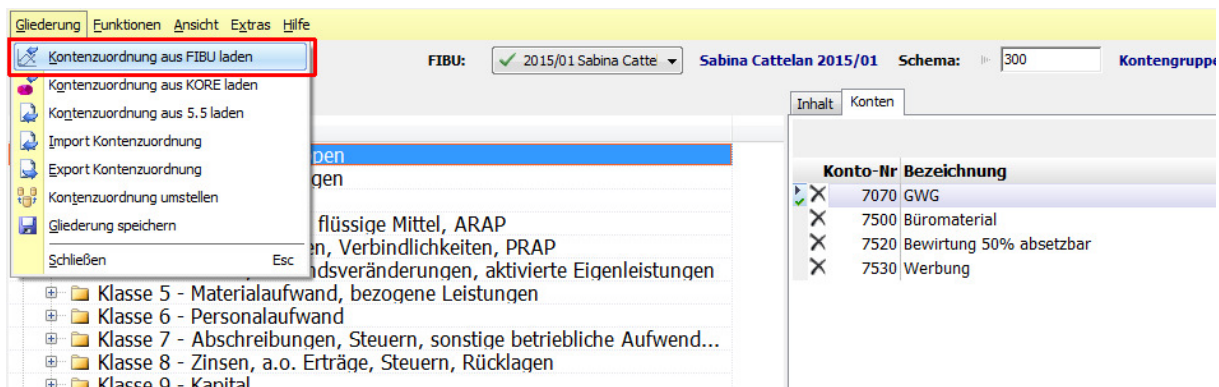 Gliederung Funktionen Ansicht Extras Hilfe
Kontenzuordnung aus FIBU laden
FIBU: 2015/01 Sabina Catte Sabina Cattelan 2015/01 Schema: 300 Kontengruppe
Kontenzuordnung aus KORE laden
Kontenzuordnung aus 5.5 laden
Import Kontenzuordnung
Export Kontenzuordnung
Kontenzuordnung umstellen
Gliederung speichern
Schließen Esc
pen
gen
flüssige Mittel, ARAP
en, Verbindlichkeiten, PRAP
ndsveränderungen, aktivierte Eigenleistungen
Klasse 5 - Materialaufwand, bezogene Leistungen
Klasse 6 - Personalaufwand
Klasse 7 - Abschreibungen, Steuern, sonstige betriebliche Aufwend...
Klasse 8 - Zinsen, a.o. Erträge, Steuern, Rücklagen
Klasse 9 - Kapital
Inhalt Konten
Konto-Nr Bezeichnung
7070 GWG
7500 Büromaterial
7520 Bewirtung 50% absetzbar
7530 Werbung